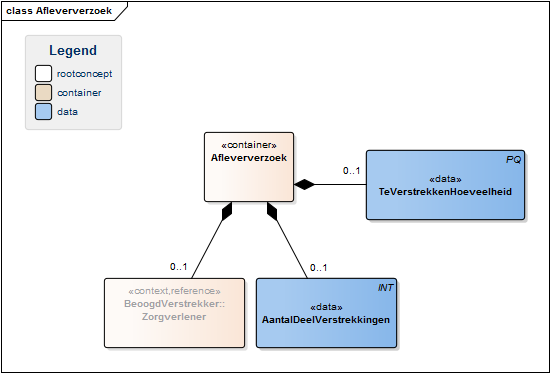 class Afleververzoek
Legend
rootconcept
container
data
«container»
Afleververzoek
0..1
PQ
«data»
TeVerstrekkenHoeveelheid
0..1
0..1
«context,reference»
BeoogdVerstrekker::
Zorgverlener
INT
«data»
AantalDeelVerstrekkingen